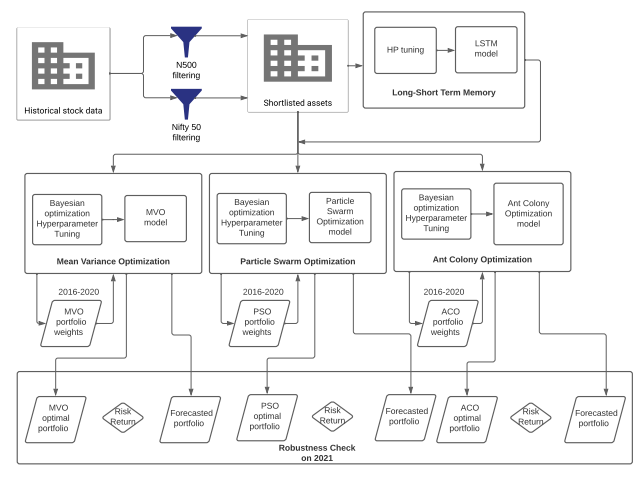 Historical stock data
N500
filtering
Nifty 50
filtering
Shortlisted assets
HP tuning
LSTM
model
Long-Short Term Memory
Bayesian
optimization
Hyperparameter
Tuning
MVO
model
Mean Variance Optimization
Bayesian
optimization
Hyperparameter
Tuning
Particle
Swarm
Optimization
model
Particle Swarm Optimization
Bayesian
optimization
Hyperparameter
Tuning
Ant Colony
Optimization
model
Ant Colony Optimization
2016-2020
MVO
portfolio
weights
2016-2020
PSO
portfolio
weights
2016-2020
ACO
portfolio
weights
MVO
optimal
portfolio
Risk
Return
Forecasted
portfolio
PSO
optimal
portfolio
Risk
Return
Forecasted
portfolio
ACO
optimal
portfolio
Risk
Return
Forecasted
portfolio
Robustness Check
on 2021